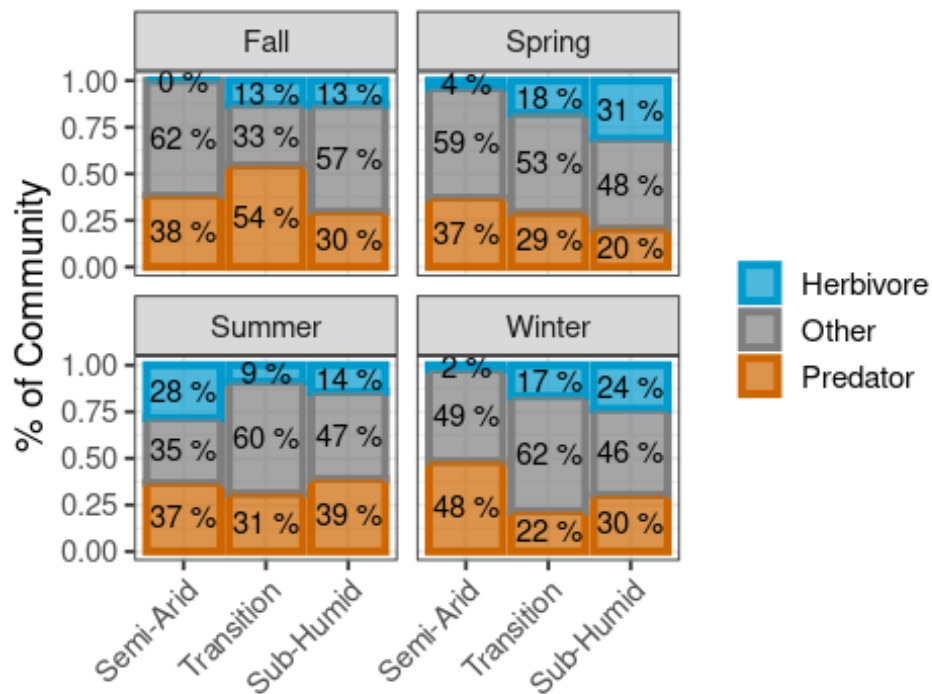 Fall Spring
% of Community
1.00
0.75
0.50
0.25
0.00
0 % 13 % 13 %
62 % 33 % 57 %
38 % 54 % 30 %
4 % 18 % 31 %
59 % 53 % 48 %
37 % 29 % 20 %
Summer Winter
1.00
0.75
0.50
0.25
0.00
28 % 9 % 14 %
35 % 60 % 47 %
37 % 31 % 39 %
2 % 17 % 24 %
49 % 62 % 46 %
48 % 22 % 30 %
Semi-Arid Transition Sub-Humid
Semi-Arid Transition Sub-Humid
Herbivore
Other
Predator